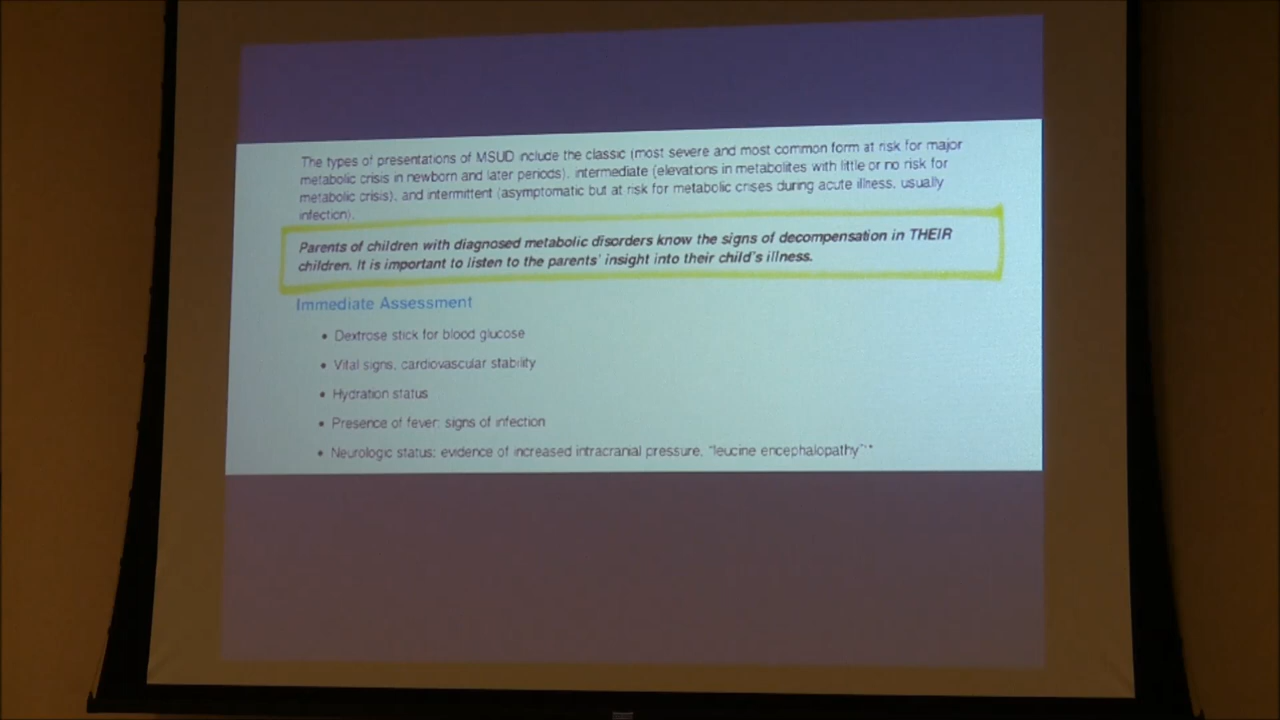 The types of presentations of MSUD include the classic (most severe and most common form at risk for major
metabolic crisis in newborn and later periods), intermediate (elevations in metabolites with little or no risk for
metabolic crisis), and intermittent (asymptomatic but at risk for metabolic crises during acute illness, usually
infection).
Parents of children with diagnosed metabolic disorders know the signs of decompensation in THEIR
children. It is important to listen to the parents' insight into their child's illness.
Immediate Assessment
• Dextrose stick for blood glucose
• Vital signs, cardiovascular stability
• Hydration status
• Presence of fever; signs of infection
• Neurologic status: evidence of increased intracranial pressure, "leucine encephalopathy"*